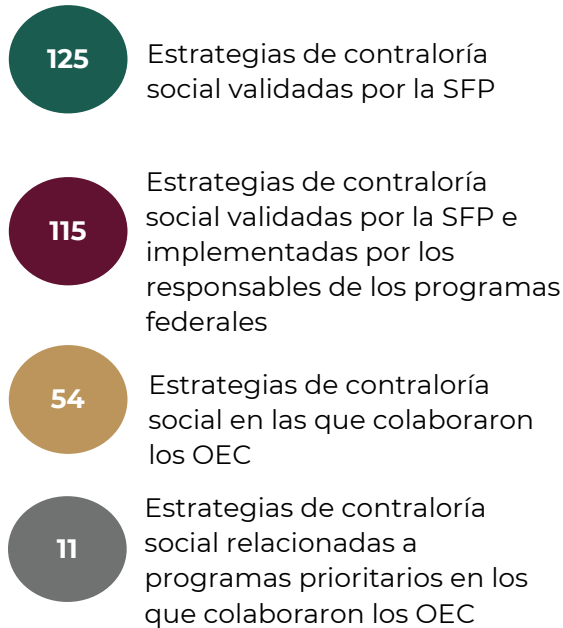 125
Estrategias de contraloría
social validadas por la SFP
115
Estrategias de contraloría
social validadas por la SFP e
implementadas por los
responsables de los programas
federales
54
Estrategias de contraloría
social en las que colaboraron
los OEC
11
Estrategias de contraloría
social relacionadas a
programas prioritarios en los
que colaboraron los OEC